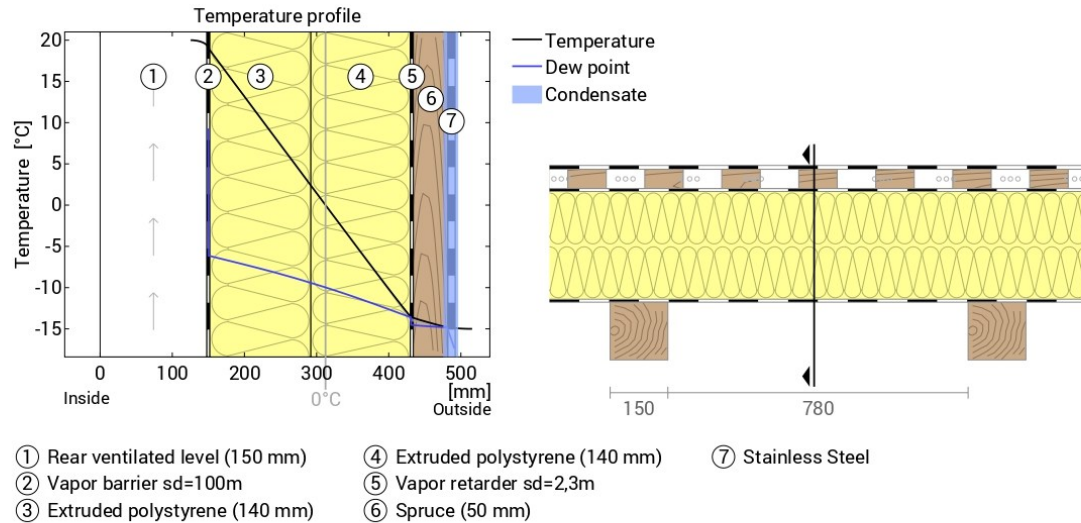 Temperature profile
Temperature [°C]
20
15
10
5
0
-5
-10
-15
0
100
200
300
400
500
[mm]
Inside
0°C
Outside
1
2
3
4
5
6
7
Temperature
Dew point
Condensate
150
780
1 Rear ventilated level (150 mm)
2 Vapor barrier sd=100m
3 Extruded polystyrene (140 mm)
4 Extruded polystyrene (140 mm)
5 Vapor retarder sd=2,3m
6 Spruce (50 mm)
7 Stainless Steel